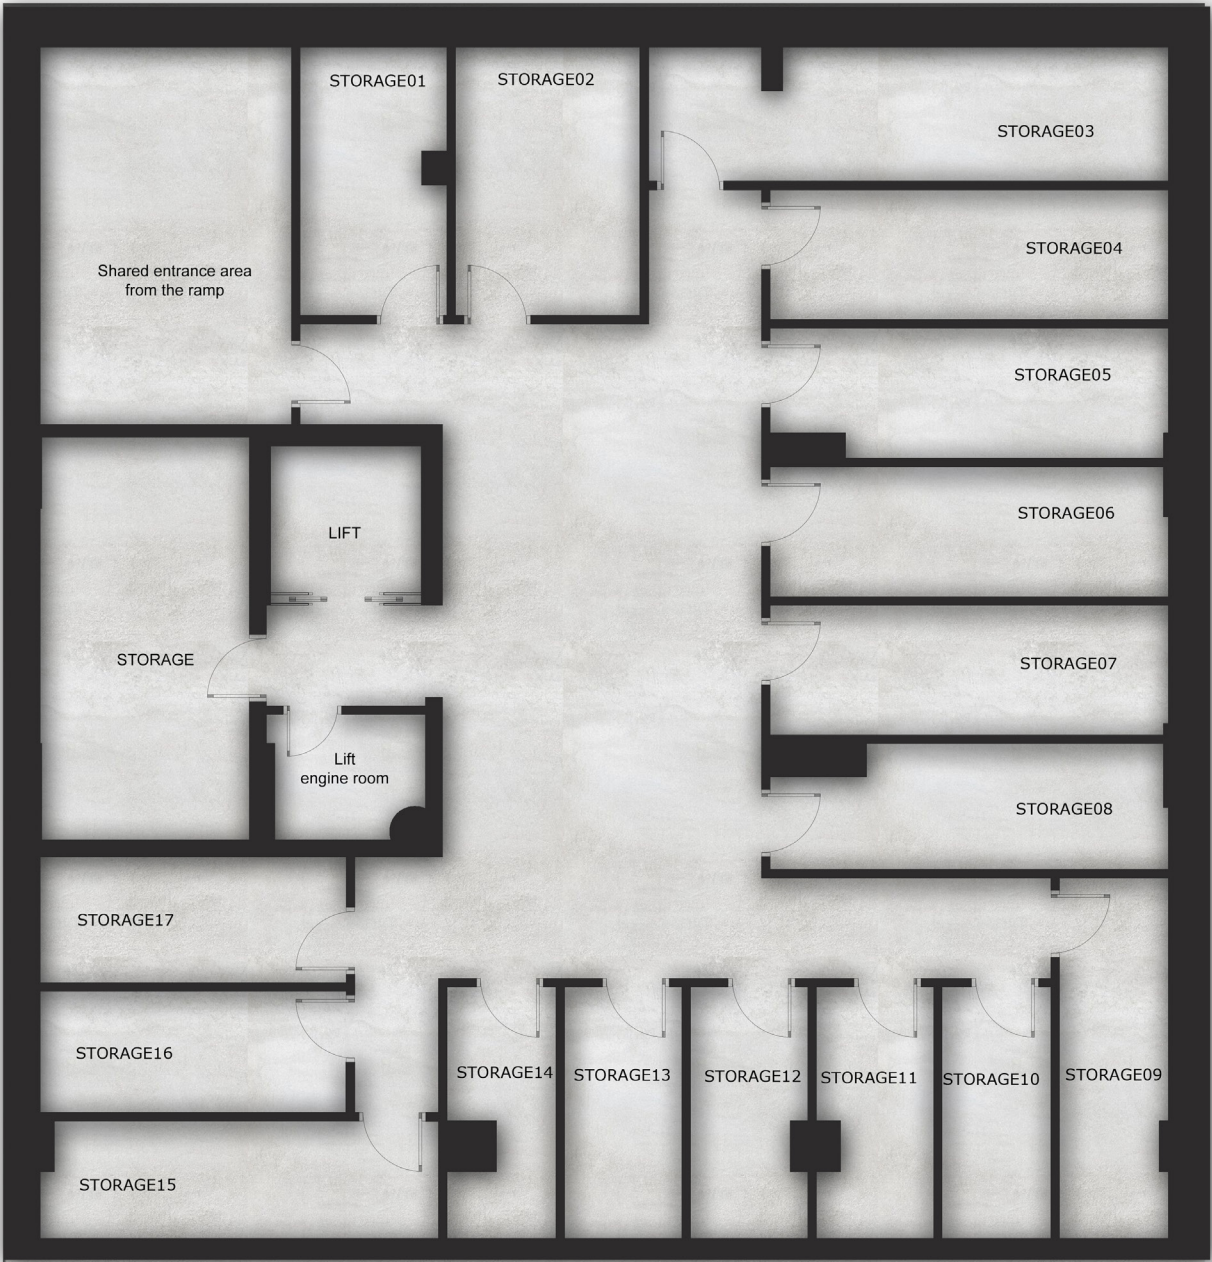 STORAGE01
STORAGE02
STORAGE03
STORAGE04
Shared entrance area
from the ramp
STORAGE05
STORAGE06
LIFT
STORAGE
STORAGE07
Lift
engine room
STORAGE08
STORAGE17
STORAGE16
STORAGE14
STORAGE13
STORAGE12
STORAGE11
STORAGE10
STORAGE09
STORAGE15